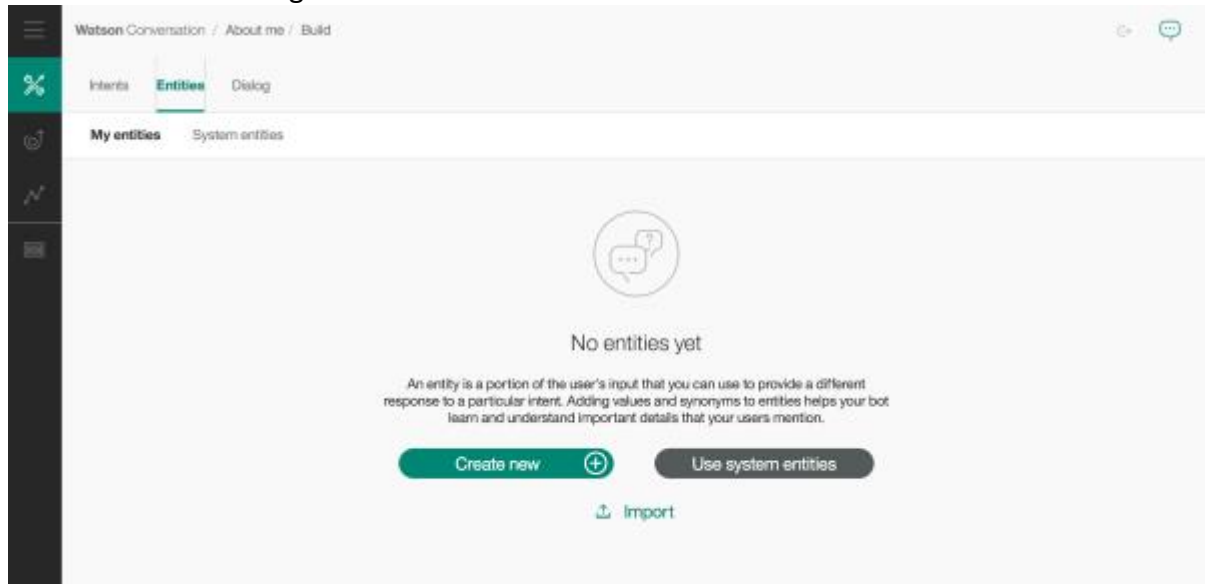 Watson Conversation / About me / Build
Intents Entities Dialog
My entities System entities
No entities yet
An entity is a portion of the user's input that you can use to provide a different
response to a particular intent. Adding values and synonyms to entities helps your bot
learn and understand important details that your users mention.
Create new Use system entities
Import